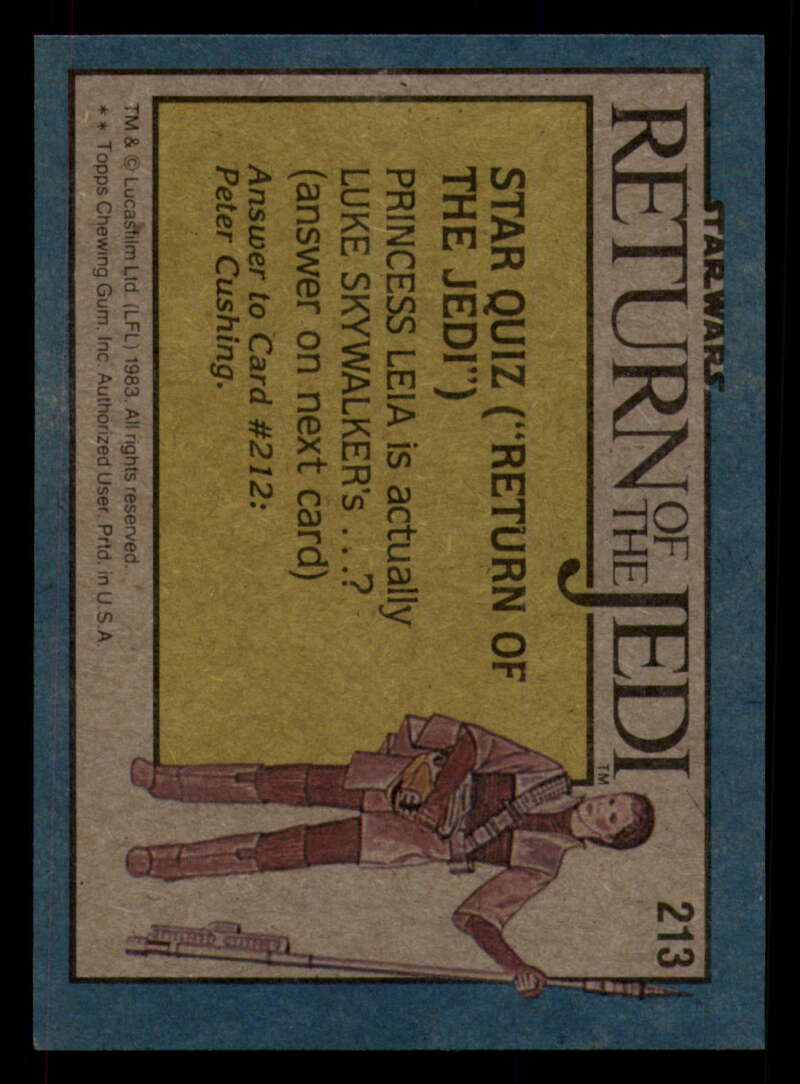 STAR WARS
RETURN OF THE JEDI
TM
213
STAR QUIZ ("RETURN OF
THE JEDI")
PRINCESS LEIA is actually
LUKE SKYWALKER's . . .?
(answer on next card)
Answer to Card #212:
Peter Cushing.
TM & © Lucasfilm Ltd. (LFL) 1983. All rights reserved.
* * Topps Chewing Gum. Inc. Authorized User. Prtd. in U.S.A.